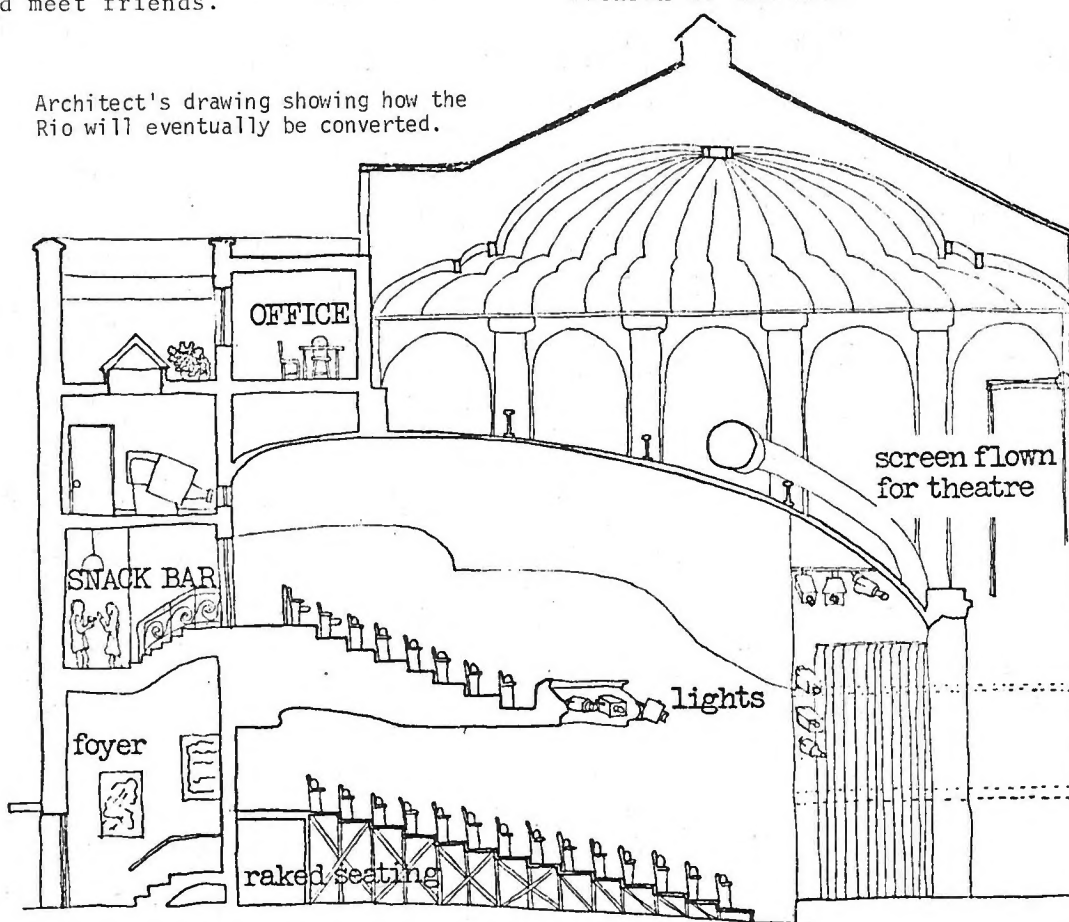 d meet friends.
Architect's drawing showing how the
Rio will eventually be converted.
OFFICE
screen flown
for theatre
SNACK BAR
lights
foyer
raked seating